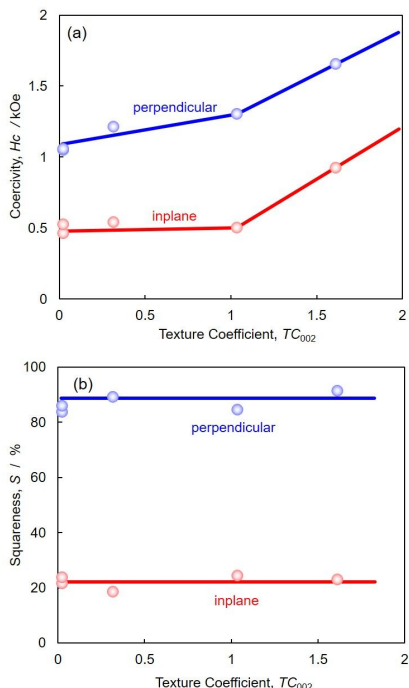 (a)
2
1.5
1
0.5
0
Coercivity, Hc / kOe
perpendicular
inplane
0 0.5 1 1.5 2
Texture Coefficient, TC002
(b)
100
80
60
40
20
0
Squareness, S / %
perpendicular
inplane
0 0.5 1 1.5 2
Texture Coefficient, TC002